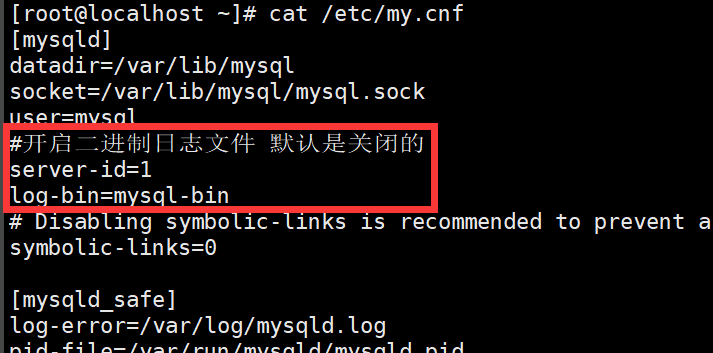 [root@localhost ~]# cat /etc/my.cnf
[mysqld]
datadir=/var/lib/mysql
socket=/var/lib/mysql/mysql.sock
user=mysql
#开启二进制日志文件 默认是关闭的
server-id=1
log-bin=mysql-bin
# Disabling symbolic-links is recommended to prevent a
symbolic-links=0
[mysqld_safe]
log-error=/var/log/mysqld.log
pid-file=/var/run/mysqld/mysqld.pid